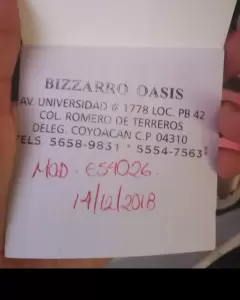 BIZZARRO OASIS
AV. UNIVERSIDAD # 1778 LOC. PB 42
COL. ROMERO DE TERREROS
DELEG. COYOACAN C.P 04310
TELS. 5658-9831 * 5554-7563
MOD. E54026
14/12/2018